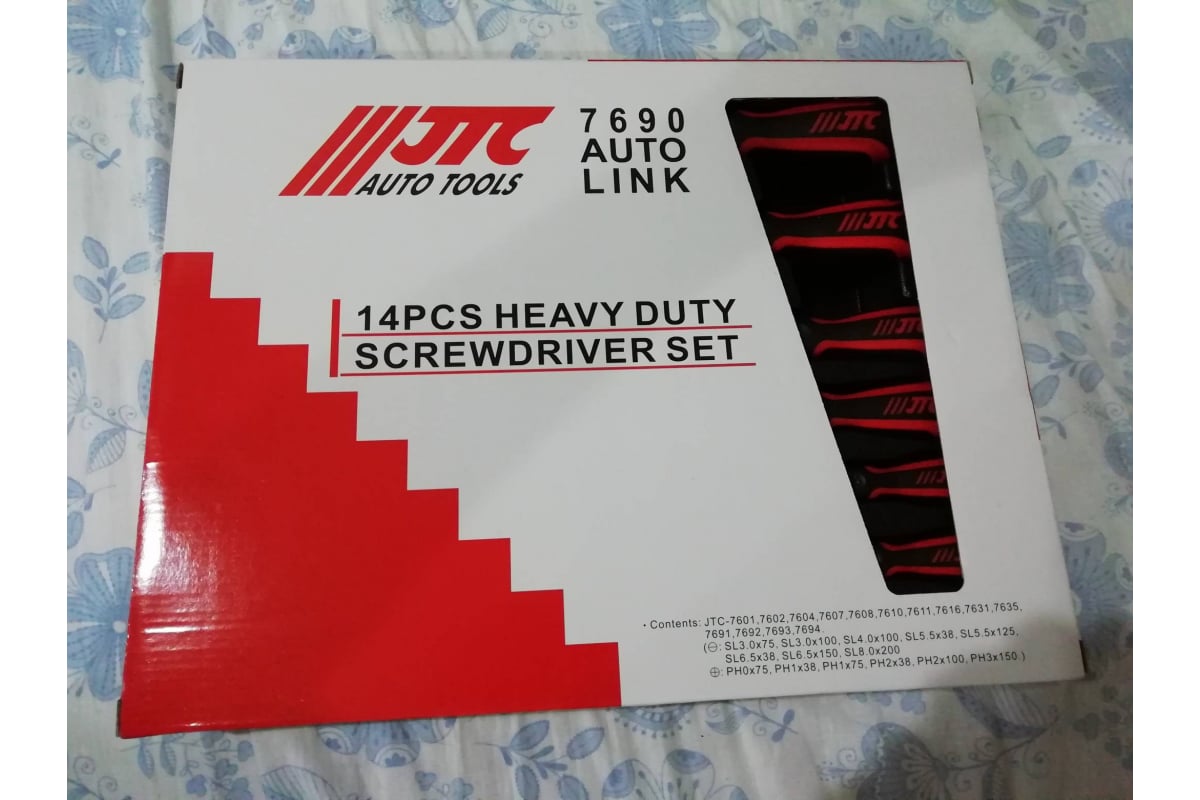 JTC
AUTO TOOLS
7690
AUTO
LINK
14PCS HEAVY DUTY
SCREWDRIVER SET
JTC
JTC
JTC
JTC
JTC
JTC
• Contents: JTC-7601,7602,7604,7607,7608,7610,7611,7616,7631,7635,
7691,7692,7693,7694.
(⊖: SL3.0x75, SL3.0x100, SL4.0x100, SL5.5x38, SL5.5x125,
SL6.5x38, SL6.5x150, SL8.0x200
⊕: PH0x75, PH1x38, PH1x75, PH2x38, PH2x100, PH3x150.)